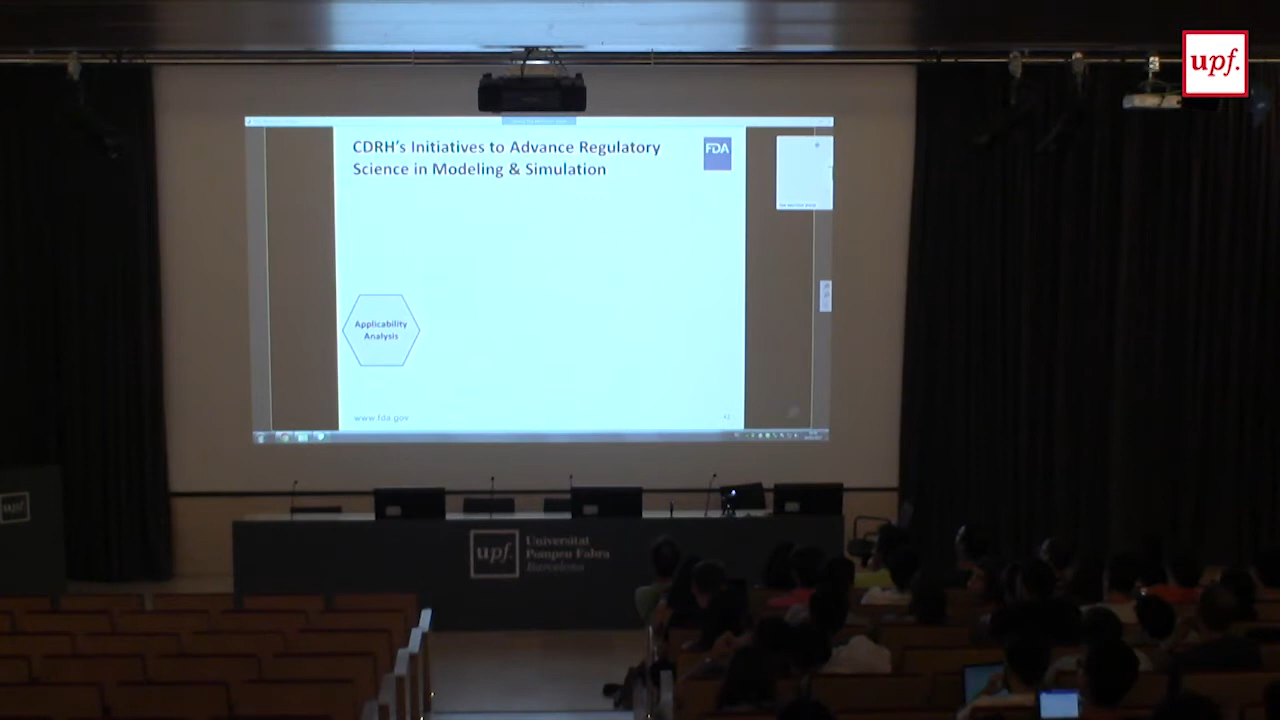 upf.
CDRH's Initiatives to Advance Regulatory
Science in Modeling & Simulation
FDA
Applicability
Analysis
www.fda.gov
upf.
upf.
Universitat
Pompeu Fabra
Barcelona